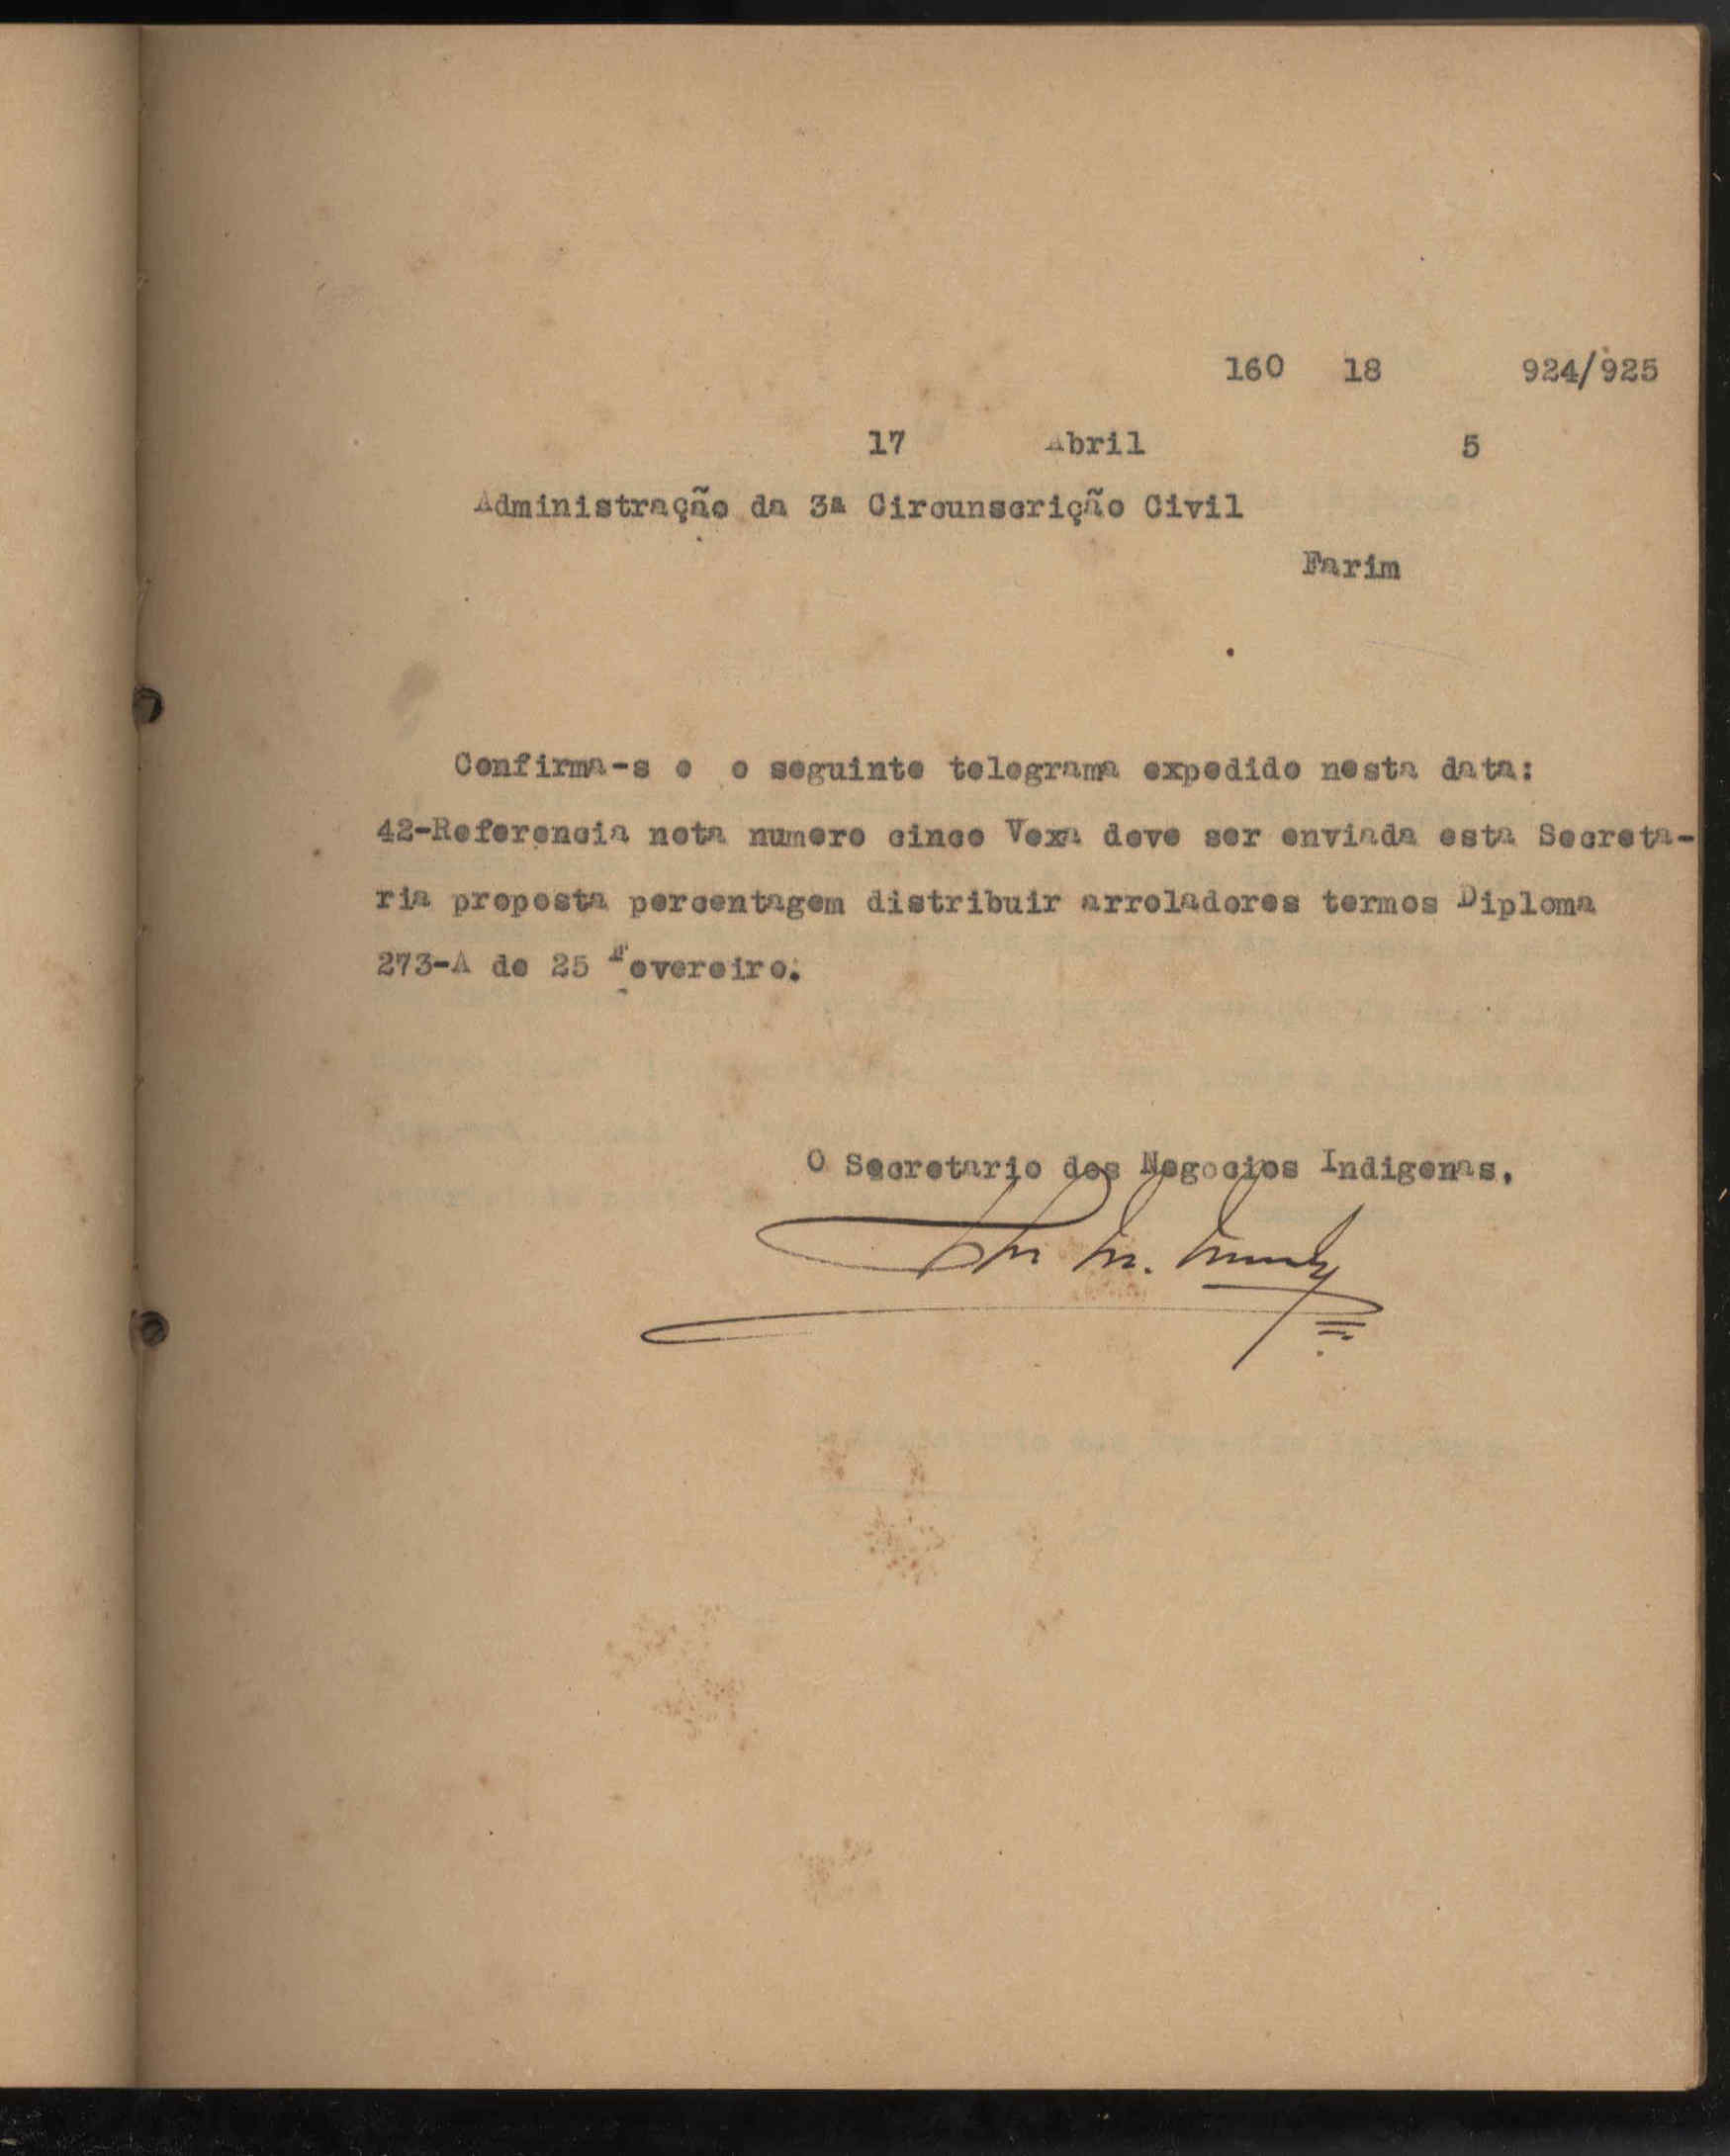 160 18 924/925
17 Abril 5
Administração da 3ª Circunscrição Civil
Farim
Confirma-s e o seguinte telegrama expedido nesta data:
42-Referencia nota numero cinco Vexa deve ser enviada esta Secreta-
ria proposta percentagem distribuir arroladores termos Diploma
273-A de 25 Fevereiro.
O Secretario dos Negocios Indigenas,